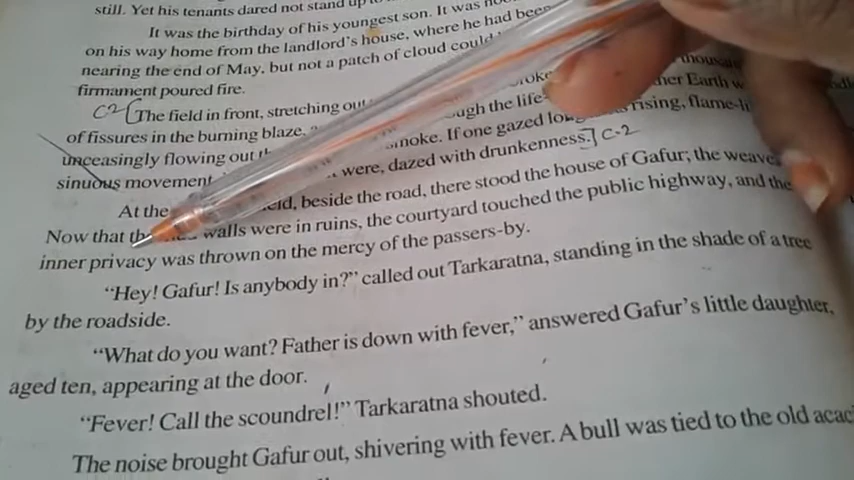 still. Yet his tenants dared not stand up to
It was the birthday of his youngest son. It was
on his way home from the landlord's house, where he had been
nearing the end of May, but not a patch of cloud could
firmament poured fire.
C2 [The field in front, stretching out
of fissures in the burning blaze, Earth
unceasingly flowing out the life- rising, flame-
sinuous movement smoke. If one gazed were, dazed with drunkenness.] C-2
At the beside the road, there stood the house of Gafur; the
Now that walls were in ruins, the courtyard touched the public highway, and the
inner privacy was thrown on the mercy of the passers-by.
"Hey! Gafur! Is anybody in?" called out Tarkaratna, standing in the shade of a tree
by the roadside.
"What do you want? Father is down with fever," answered Gafur's little daughter,
aged ten, appearing at the door.
"Fever! Call the scoundrel!" Tarkaratna shouted.
The noise brought Gafur out, shivering with fever. A bull was tied to the old